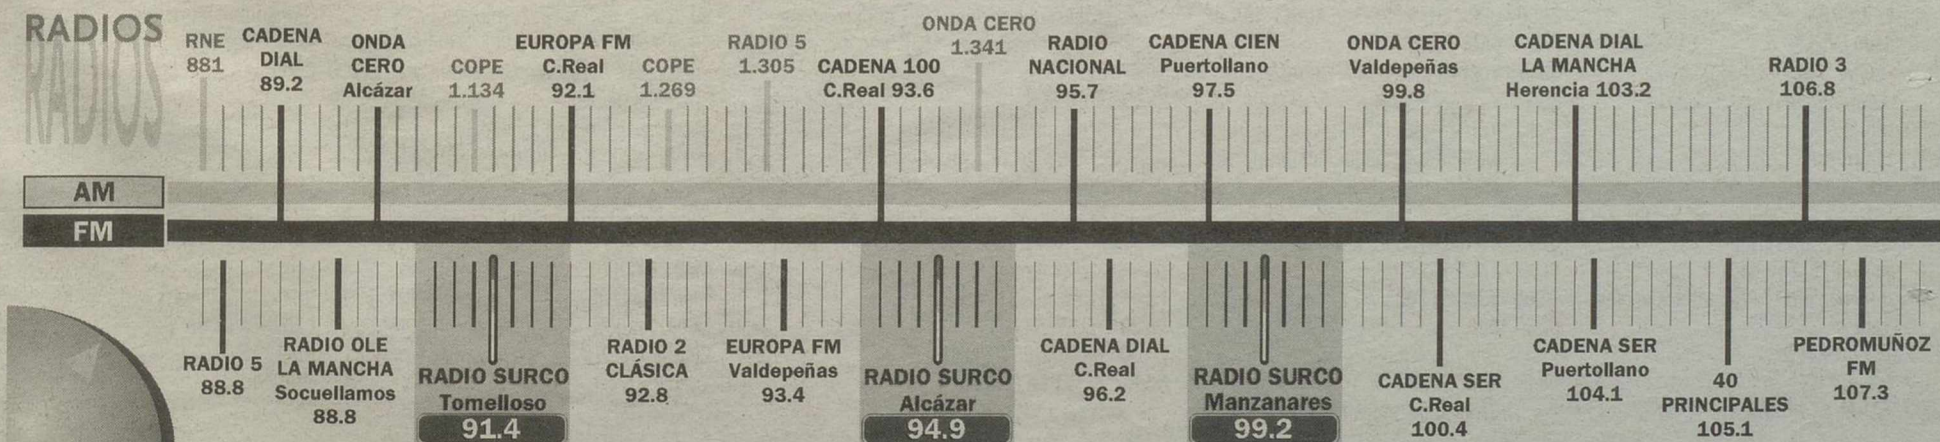 RADIOS
RADIOS
RNE
881
CADENA
DIAL
89.2
ONDA
CERO
Alcázar
COPE
1.134
EUROPA FM
C.Real
92.1
COPE
1.269
RADIO 5
1.305
CADENA 100
C.Real 93.6
ONDA CERO
1.341
RADIO
NACIONAL
95.7
CADENA CIEN
Puertollano
97.5
ONDA CERO
Valdepeñas
99.8
CADENA DIAL
LA MANCHA
Herencia 103.2
RADIO 3
106.8
AM
FM
RADIO 5
88.8
RADIO OLE
LA MANCHA
Socuellamos
88.8
RADIO SURCO
Tomelloso
91.4
RADIO 2
CLÁSICA
92.8
EUROPA FM
Valdepeñas
93.4
RADIO SURCO
Alcázar
94.9
CADENA DIAL
C.Real
96.2
RADIO SURCO
Manzanares
99.2
CADENA SER
C.Real
100.4
CADENA SER
Puertollano
104.1
40
PRINCIPALES
105.1
PEDROMUÑOZ
FM
107.3